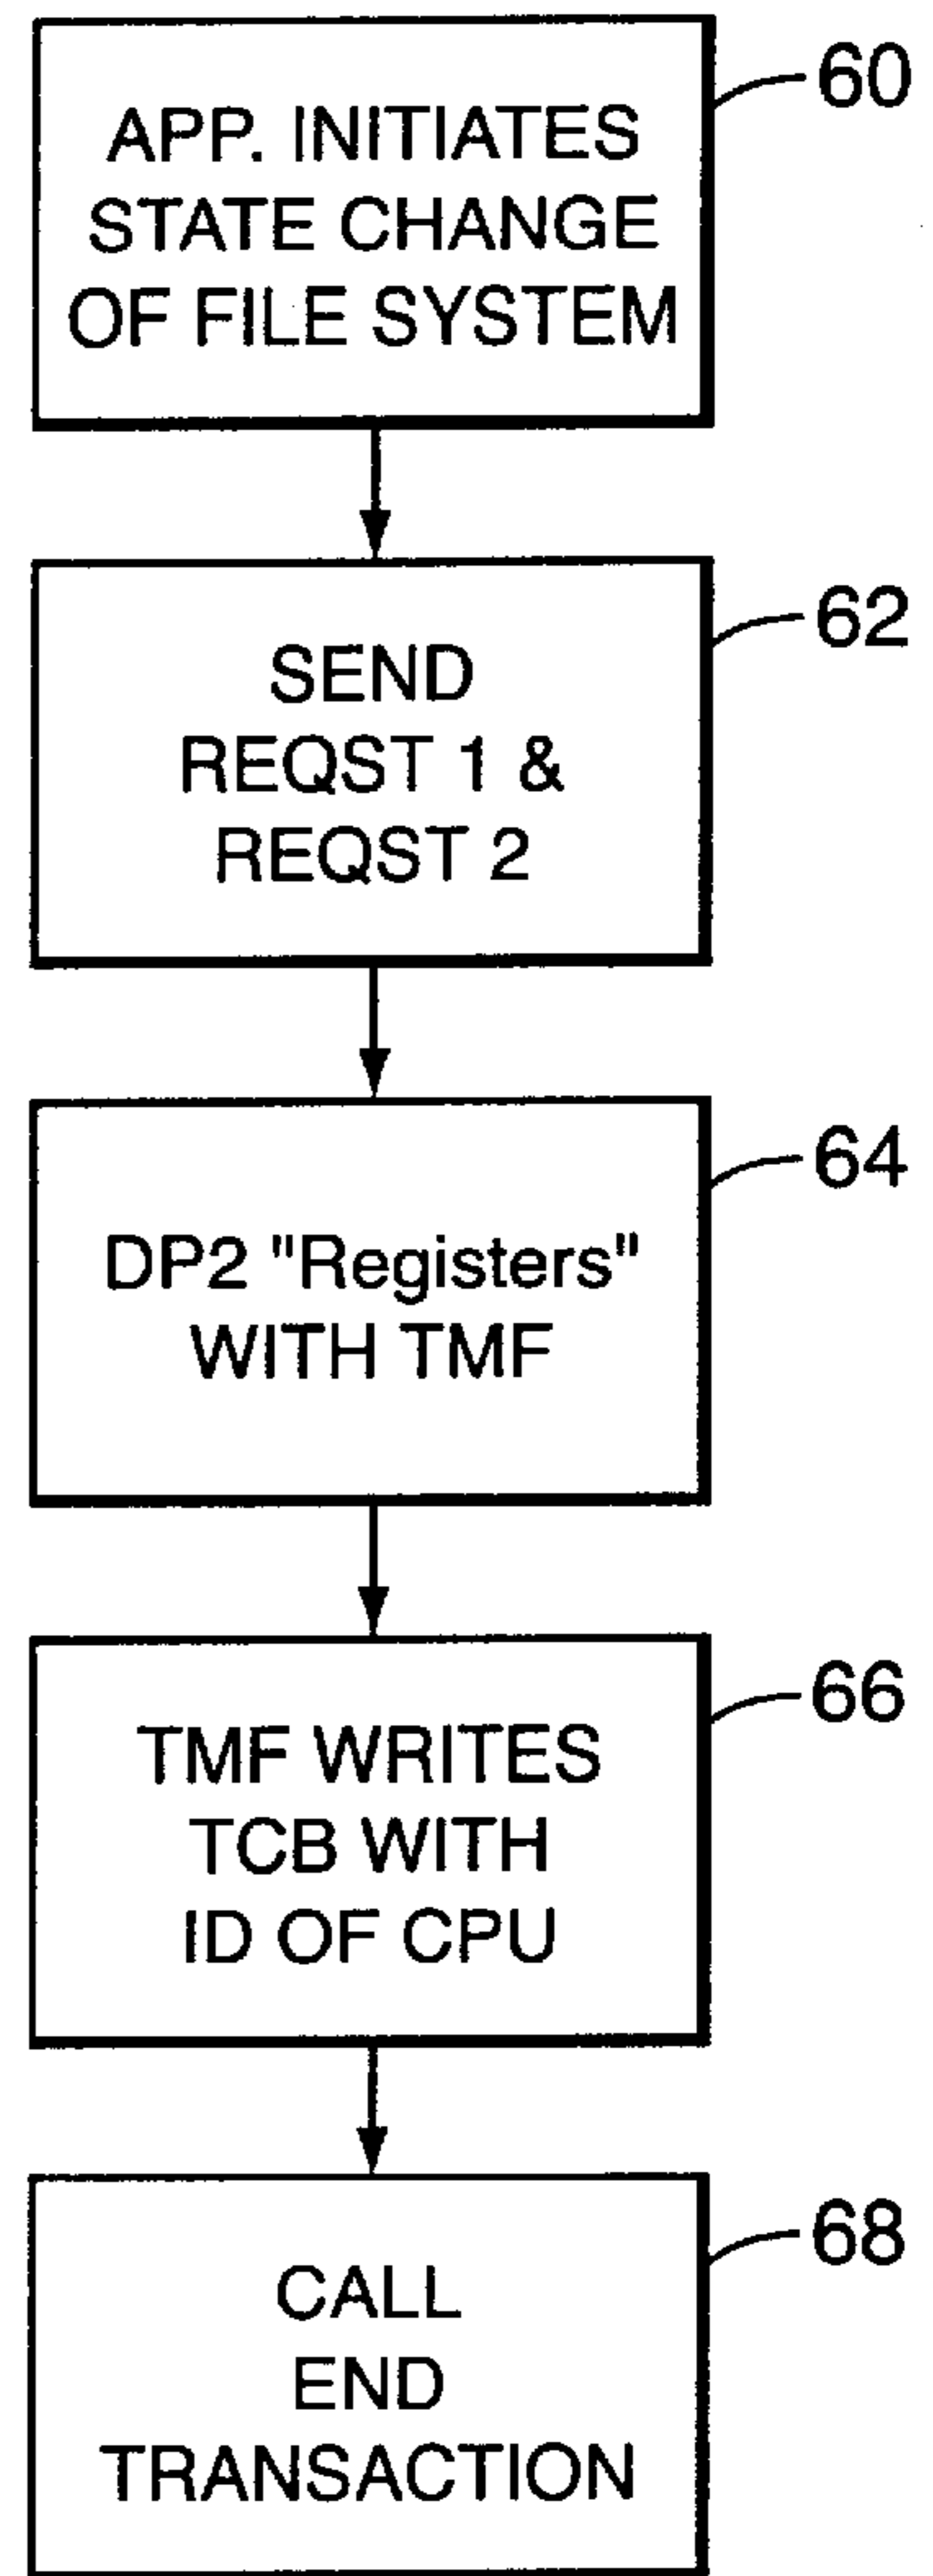 APP. INITIATES
STATE CHANGE
OF FILE SYSTEM
60
SEND
REQST 1 &
REQST 2
62
DP2 "Registers"
WITH TMF
64
TMF WRITES
TCB WITH
ID OF CPU
66
CALL
END
TRANSACTION
68